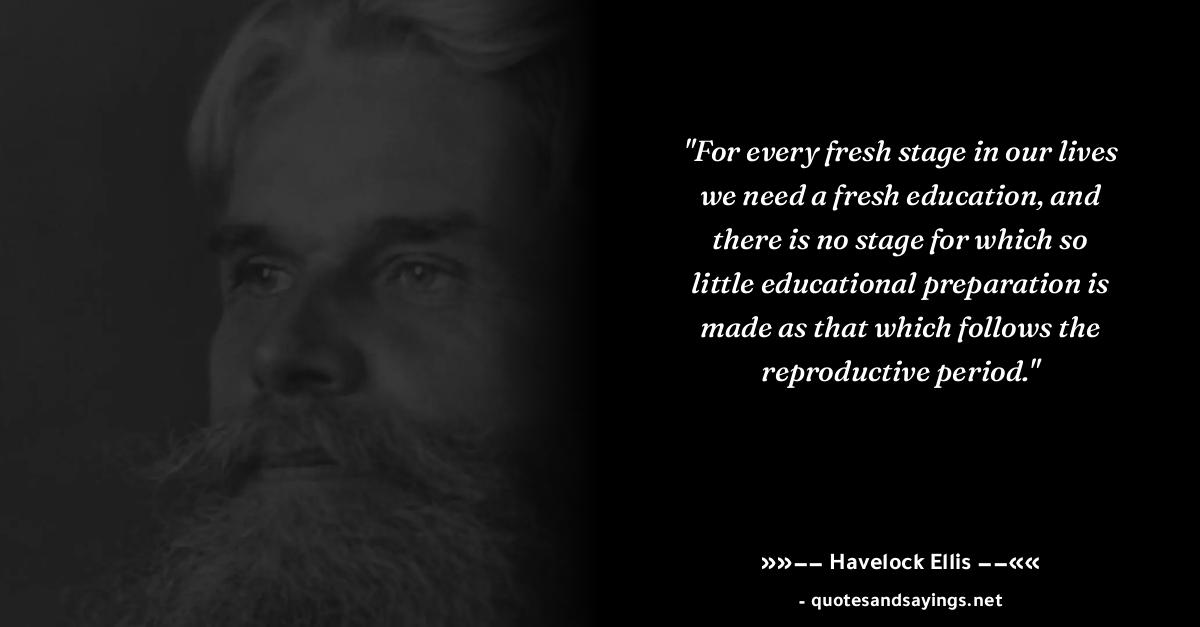 "For every fresh stage in our lives
we need a fresh education, and
there is no stage for which so
little educational preparation is
made as that which follows the
reproductive period."
»»–– Havelock Ellis ––««
- quotesandsayings.net